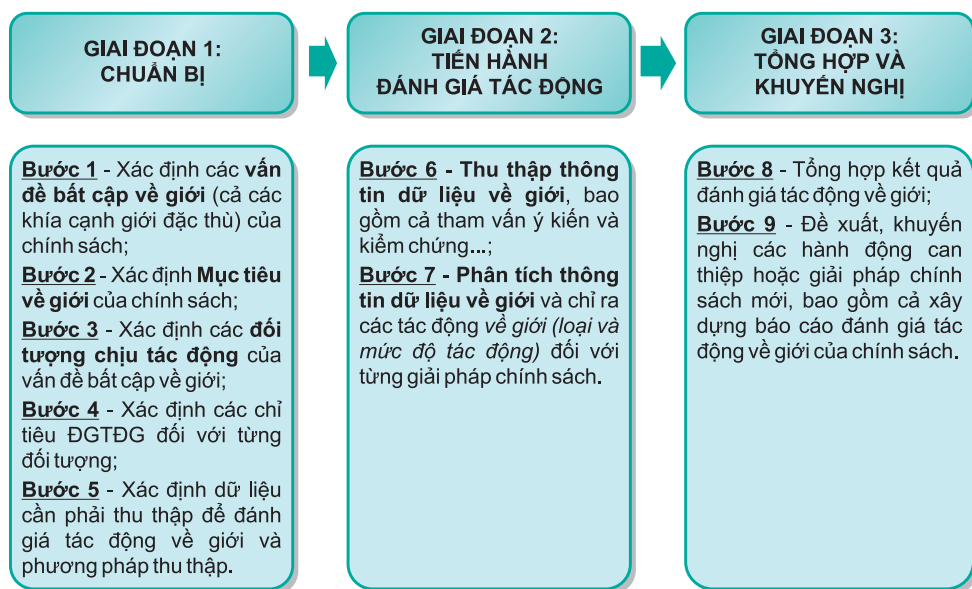 GIAI ĐOẠN 1:
CHUẨN BỊ
GIAI ĐOẠN 2:
TIẾN HÀNH
ĐÁNH GIÁ TÁC ĐỘNG
GIAI ĐOẠN 3:
TỔNG HỢP VÀ
KHUYẾN NGHỊ
Bước 1 - Xác định các vấn
đề bất cập về giới (cả các
khía cạnh giới đặc thù) của
chính sách;
Bước 2 - Xác định Mục tiêu
về giới của chính sách;
Bước 3 - Xác định các đối
tượng chịu tác động của
vấn đề bất cập về giới;
Bước 4 - Xác định các chỉ
tiêu ĐGTĐG đối với từng
đối tượng;
Bước 5 - Xác định dữ liệu
cần phải thu thập để đánh
giá tác động về giới và
phương pháp thu thập.
Bước 6 - Thu thập thông
tin dữ liệu về giới, bao
gồm cả tham vấn ý kiến và
kiểm chứng...;
Bước 7 - Phân tích thông
tin dữ liệu về giới và chỉ ra
các tác động về giới (loại và
mức độ tác động) đối với
từng giải pháp chính sách.
Bước 8 - Tổng hợp kết quả
đánh giá tác động về giới;
Bước 9 - Đề xuất, khuyến
nghị các hành động can
thiệp hoặc giải pháp chính
sách mới, bao gồm cả xây
dựng báo cáo đánh giá tác
động về giới của chính sách.